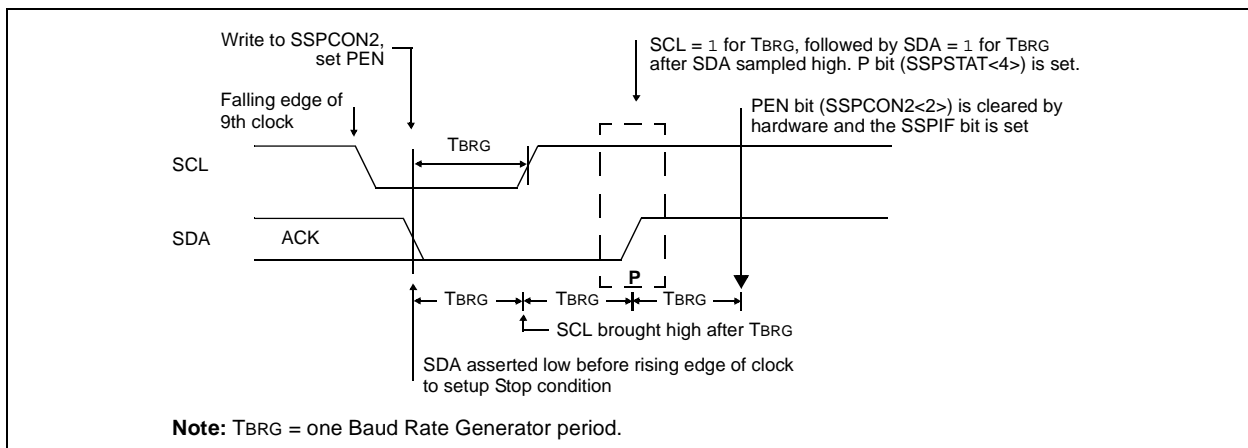 Write to SSPCON2,
set PEN
SCL = 1 for TBRG, followed by SDA = 1 for TBRG
after SDA sampled high. P bit (SSPSTAT<4>) is set.
Falling edge of
9th clock
PEN bit (SSPCON2<2>) is cleared by
hardware and the SSPIF bit is set
TBRG
SCL
SDA
ACK
P
TBRG
TBRG
TBRG
SCL brought high after TBRG
SDA asserted low before rising edge of clock
to setup Stop condition
Note: TBRG = one Baud Rate Generator period.